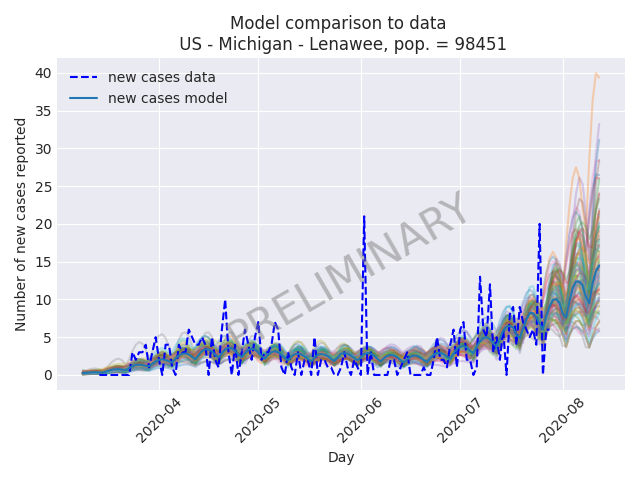 Model comparison to data
US - Michigan - Lenawee, pop. = 98451
new cases data
new cases model
PRELIMINARY
Number of new cases reported
40
35
30
25
20
15
10
5
0
2020-04
2020-05
2020-06
2020-07
2020-08
Day